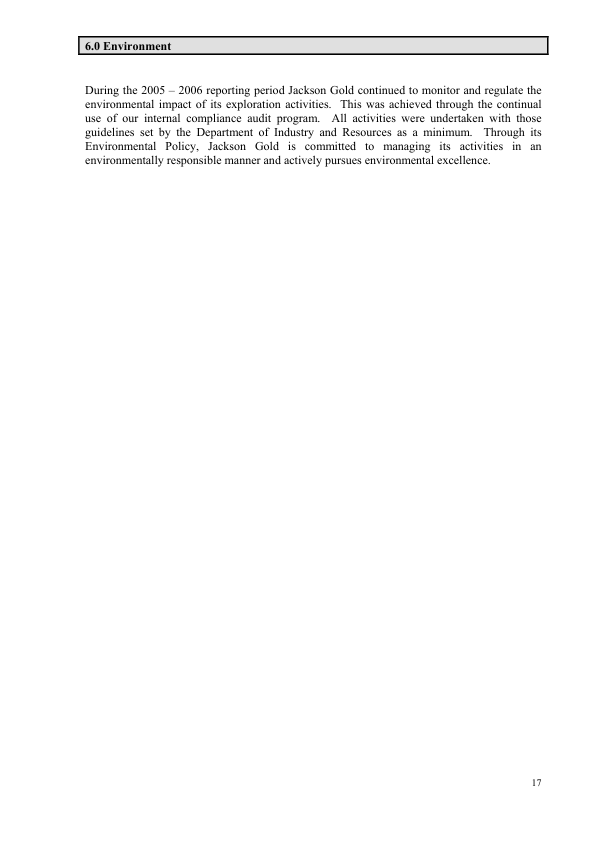 6.0 Environment
During the 2005 – 2006 reporting period Jackson Gold continued to monitor and regulate the
environmental impact of its exploration activities.  This was achieved through the continual
use of our internal compliance audit program.  All activities were undertaken with those
guidelines set by the Department of Industry and Resources as a minimum.  Through its
Environmental Policy, Jackson Gold is committed to managing its activities in an
environmentally responsible manner and actively pursues environmental excellence.
17